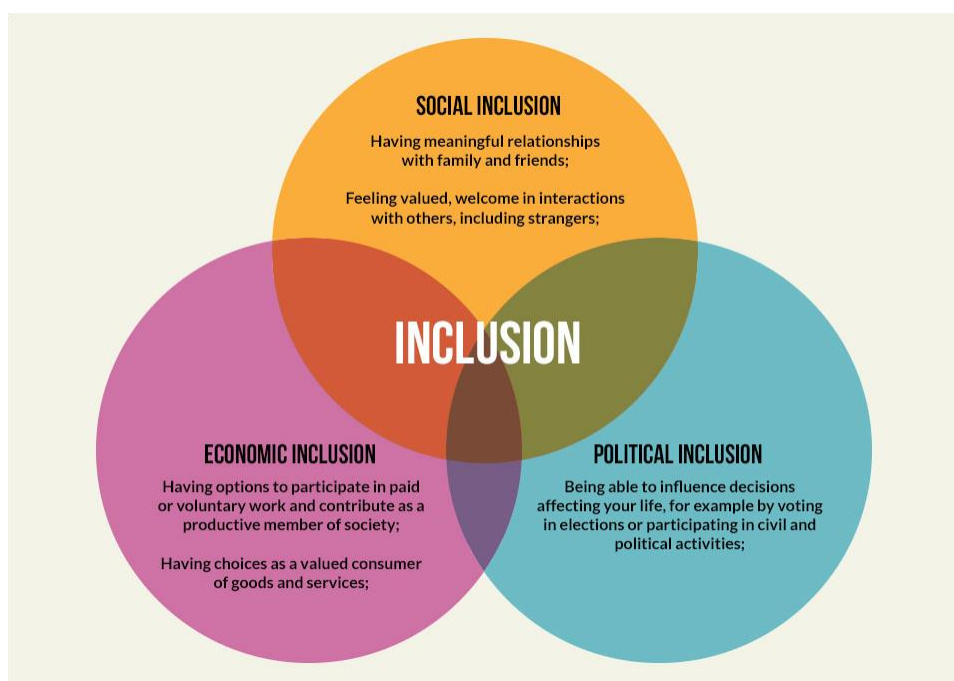 SOCIAL INCLUSION
Having meaningful relationships
with family and friends;
Feeling valued, welcome in interactions
with others, including strangers;
INCLUSION
ECONOMIC INCLUSION
Having options to participate in paid
or voluntary work and contribute as a
productive member of society;
Having choices as a valued consumer
of goods and services;
POLITICAL INCLUSION
Being able to influence decisions
affecting your life, for example by voting
in elections or participating in civil and
political activities;